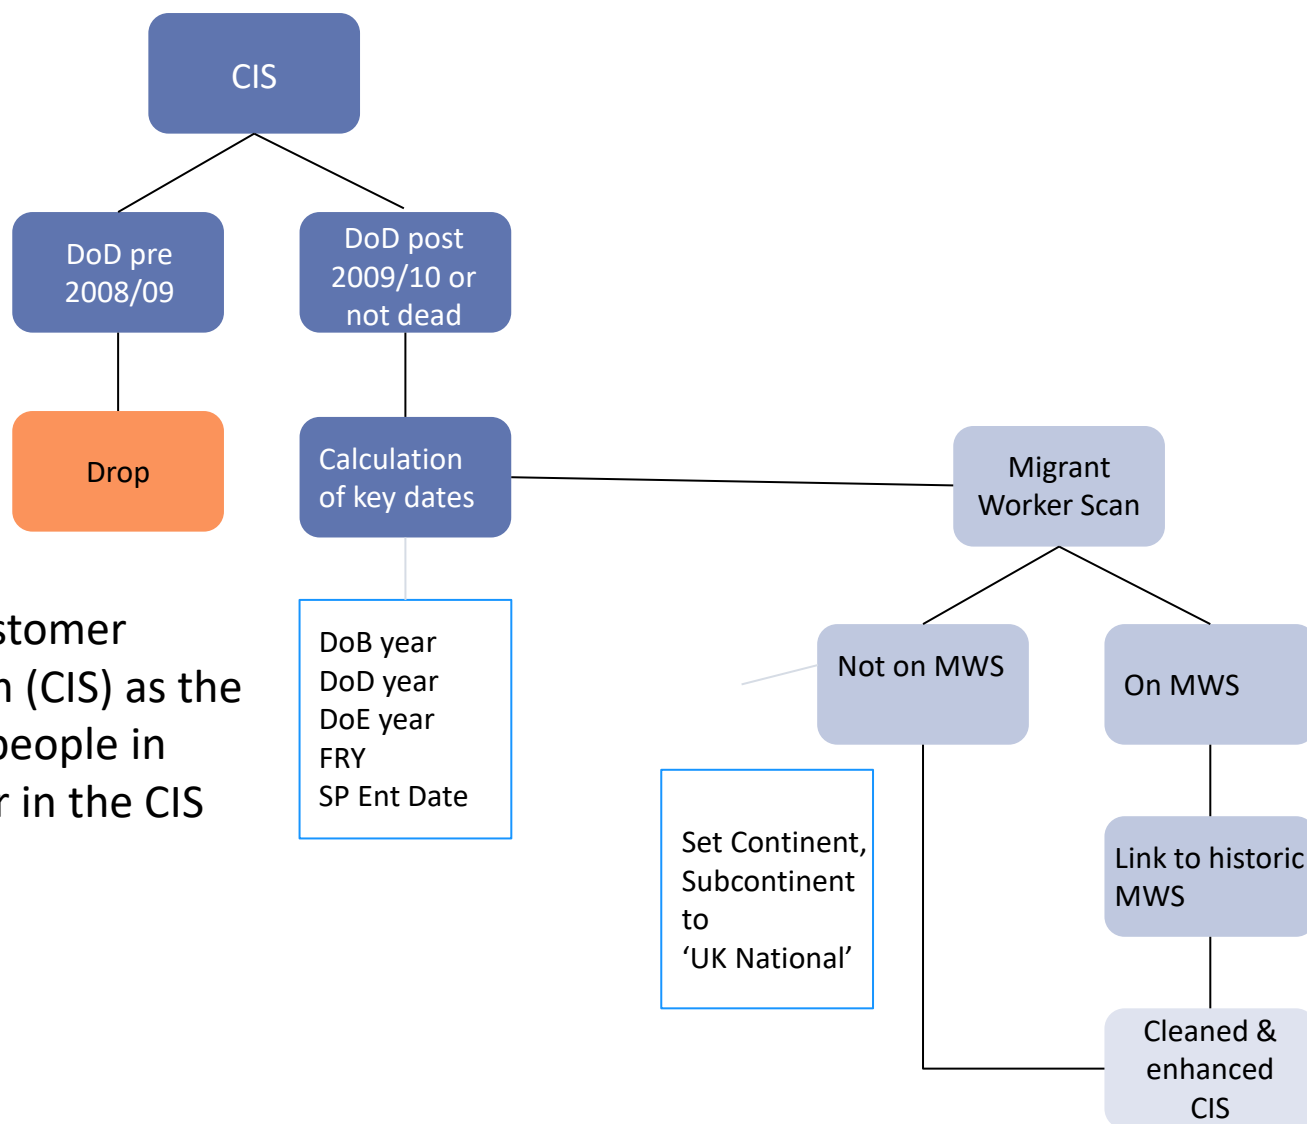 CIS
DoD pre
2008/09
DoD post
2009/10 or
not dead
Drop
Calculation
of key dates
Migrant
Worker Scan
DoB year
DoD year
DoE year
FRY
SP Ent Date
(CIS) as the
people in
in the CIS
Not on MWS
On MWS
Set Continent,
Subcontinent
to
‘UK National’
Link to historic
MWS
Cleaned &
enhanced
CIS